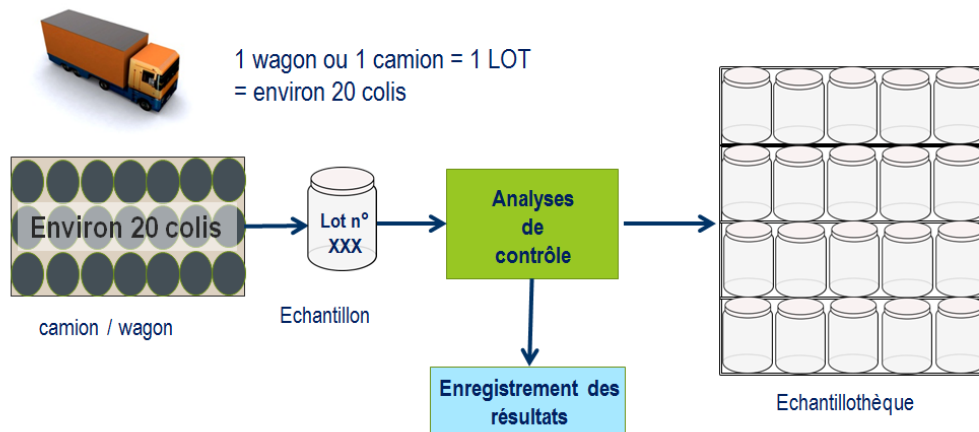 1 wagon ou 1 camion = 1 LOT
= environ 20 colis
Environ 20 colis
camion / wagon
Lot n°
XXX
Echantillon
Analyses
de
contrôle
Enregistrement des
résultats
Echantillothèque